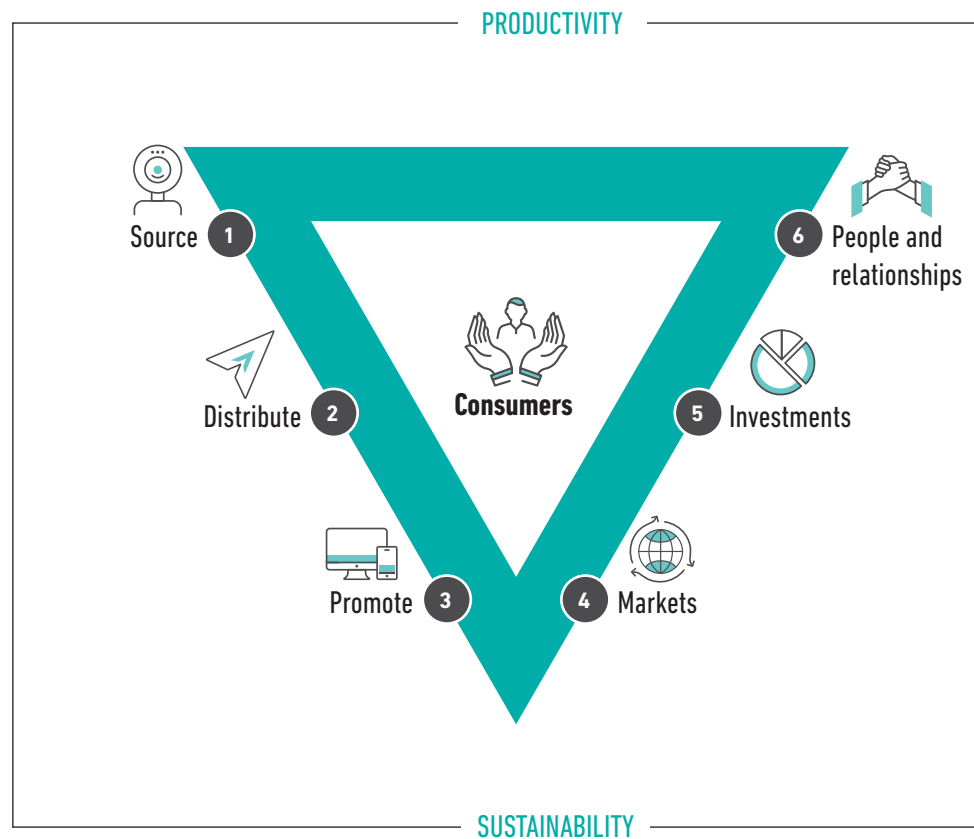 PRODUCTIVITY
Source 1
6 People and
relationships
Consumers
Distribute 2
5 Investments
Promote 3
4 Markets
SUSTAINABILITY